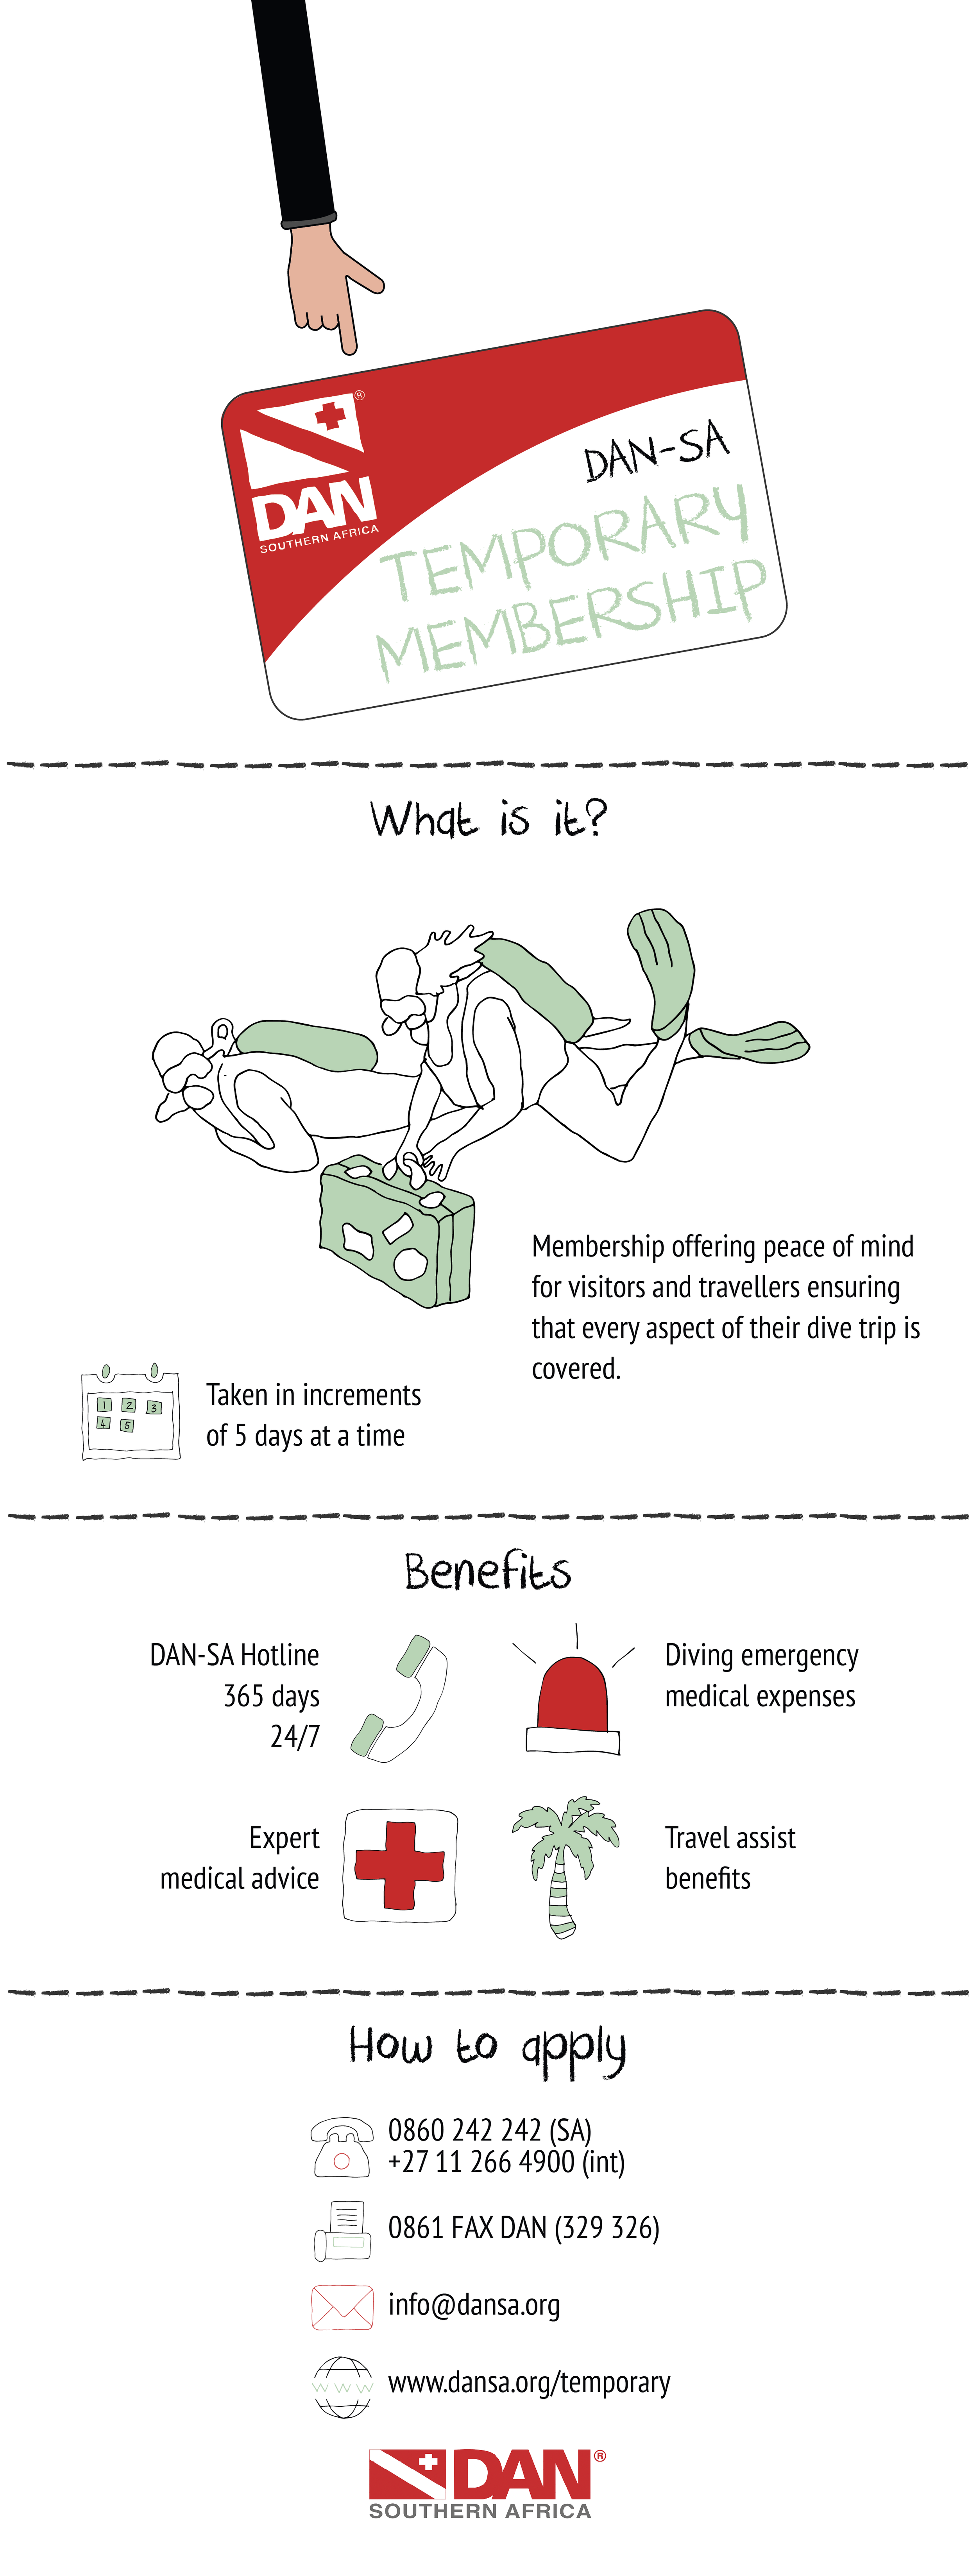 DAN®
SOUTHERN AFRICA
DAN-SA
TEMPORARY
MEMBERSHIP
What is it?
Membership offering peace of mind
for visitors and travellers ensuring
that every aspect of their dive trip is
covered.
1 2 3
4 5
Taken in increments
of 5 days at a time
Benefits
DAN-SA Hotline
365 days
24/7
Diving emergency
medical expenses
Expert
medical advice
Travel assist
benefits
How to apply
0860 242 242 (SA)
+27 11 266 4900 (int)
0861 FAX DAN (329 326)
info@dansa.org
W W W
www.dansa.org/temporary
DAN®
SOUTHERN AFRICA